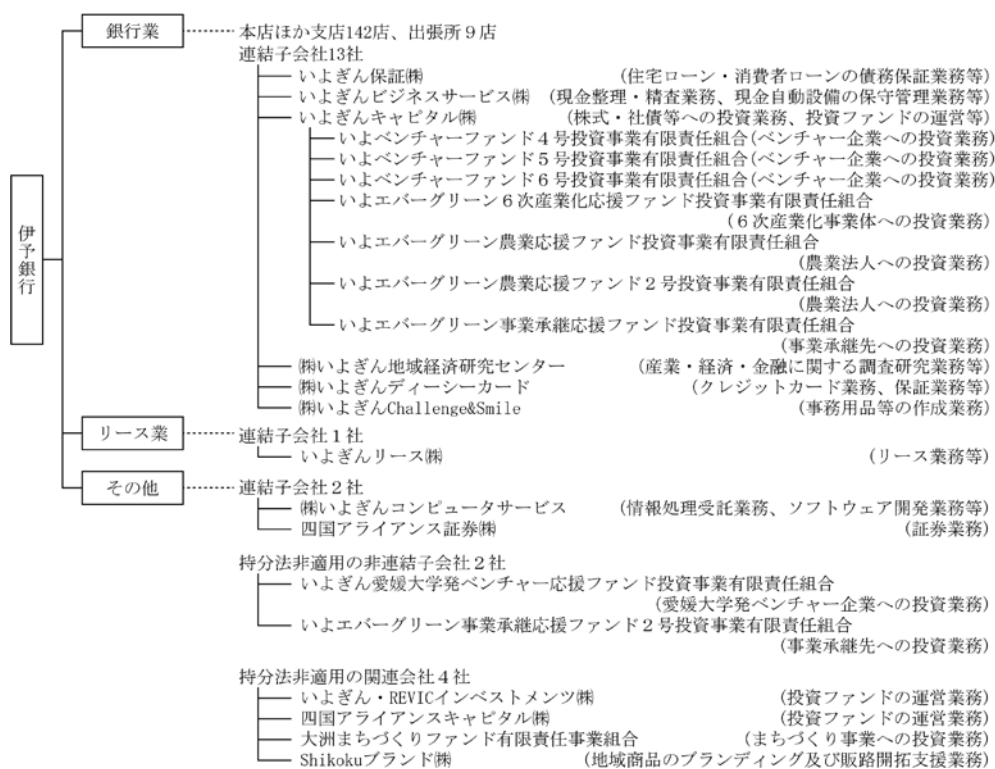 伊予銀行
銀行業
本店ほか支店142店、出張所９店
連結子会社13社
いよぎん保証㈱ (住宅ローン・消費者ローンの債務保証業務等)
いよぎんビジネスサービス㈱ (現金整理・精査業務、現金自動設備の保守管理業務等)
いよぎんキャピタル㈱ (株式・社債等への投資業務、投資ファンドの運営等)
いよベンチャーファンド４号投資事業有限責任組合(ベンチャー企業への投資業務)
いよベンチャーファンド５号投資事業有限責任組合(ベンチャー企業への投資業務)
いよベンチャーファンド６号投資事業有限責任組合(ベンチャー企業への投資業務)
いよエバーグリーン６次産業化応援ファンド投資事業有限責任組合
(６次産業化事業体への投資業務)
いよエバーグリーン農業応援ファンド投資事業有限責任組合
(農業法人への投資業務)
いよエバーグリーン農業応援ファンド２号投資事業有限責任組合
(農業法人への投資業務)
いよエバーグリーン事業承継応援ファンド投資事業有限責任組合
(事業承継先への投資業務)
㈱いよぎん地域経済研究センター (産業・経済・金融に関する調査研究業務等)
㈱いよぎんディーシーカード (クレジットカード業務、保証業務等)
㈱いよぎんChallenge&Smile (事務用品等の作成業務)
リース業
連結子会社１社
いよぎんリース㈱ (リース業務等)
その他
連結子会社２社
㈱いよぎんコンピュータサービス (情報処理受託業務、ソフトウェア開発業務等)
四国アライアンス証券㈱ (証券業務)
持分法非適用の非連結子会社２社
いよぎん愛媛大学発ベンチャー応援ファンド投資事業有限責任組合
(愛媛大学発ベンチャー企業への投資業務)
いよエバーグリーン事業承継応援ファンド２号投資事業有限責任組合
(事業承継先への投資業務)
持分法非適用の関連会社４社
いよぎん・REVICインベストメンツ㈱ (投資ファンドの運営業務)
四国アライアンスキャピタル㈱ (投資ファンドの運営業務)
大洲まちづくりファンド有限責任事業組合 (まちづくり事業への投資業務)
Shikokuブランド㈱ (地域商品のブランディング及び販路開拓支援業務)